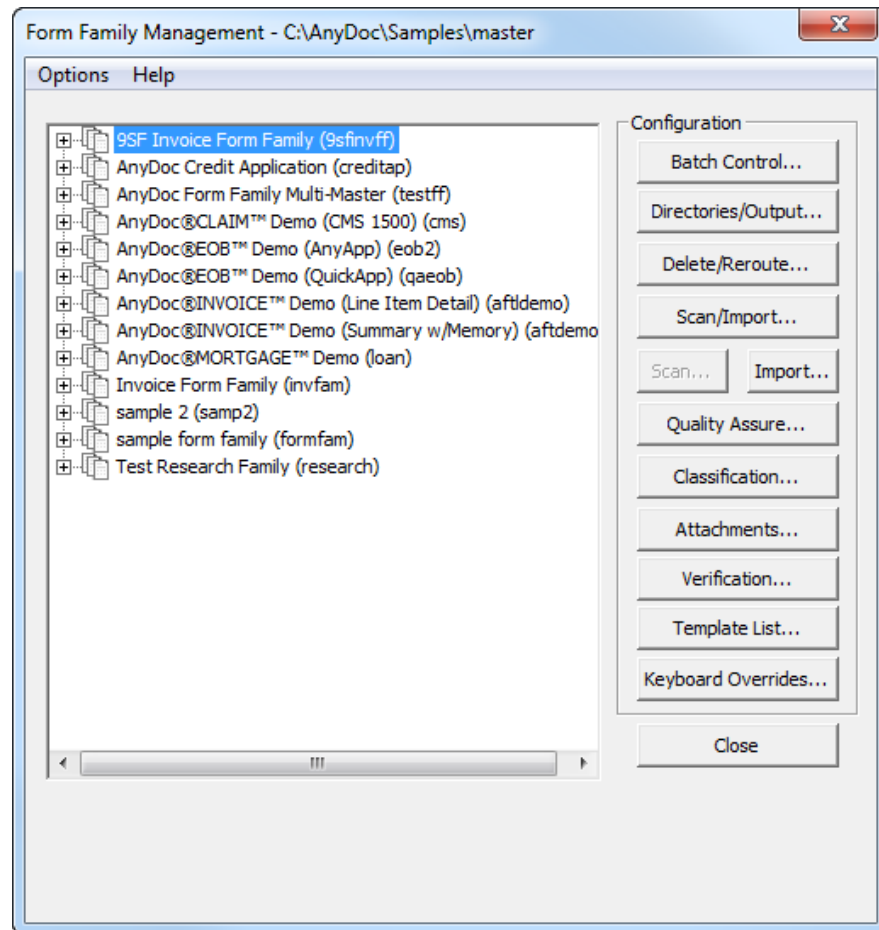 Form Family Management - C:\AnyDoc\Samples\master
Options Help
9SF Invoice Form Family (9sfinvff)
AnyDoc Credit Application (creditap)
AnyDoc Form Family Multi-Master (testff)
AnyDoc®CLAIM™ Demo (CMS 1500) (cms)
AnyDoc®EOB™ Demo (AnyApp) (eob2)
AnyDoc®EOB™ Demo (QuickApp) (qaeob)
AnyDoc®INVOICE™ Demo (Line Item Detail) (aftldemo)
AnyDoc®INVOICE™ Demo (Summary w/Memory) (aftdemo
AnyDoc®MORTGAGE™ Demo (loan)
Invoice Form Family (invfam)
sample 2 (samp2)
sample form family (formfam)
Test Research Family (research)
Configuration
Batch Control...
Directories/Output...
Delete/Reroute...
Scan/Import...
Scan... Import...
Quality Assure...
Classification...
Attachments...
Verification...
Template List...
Keyboard Overrides...
Close